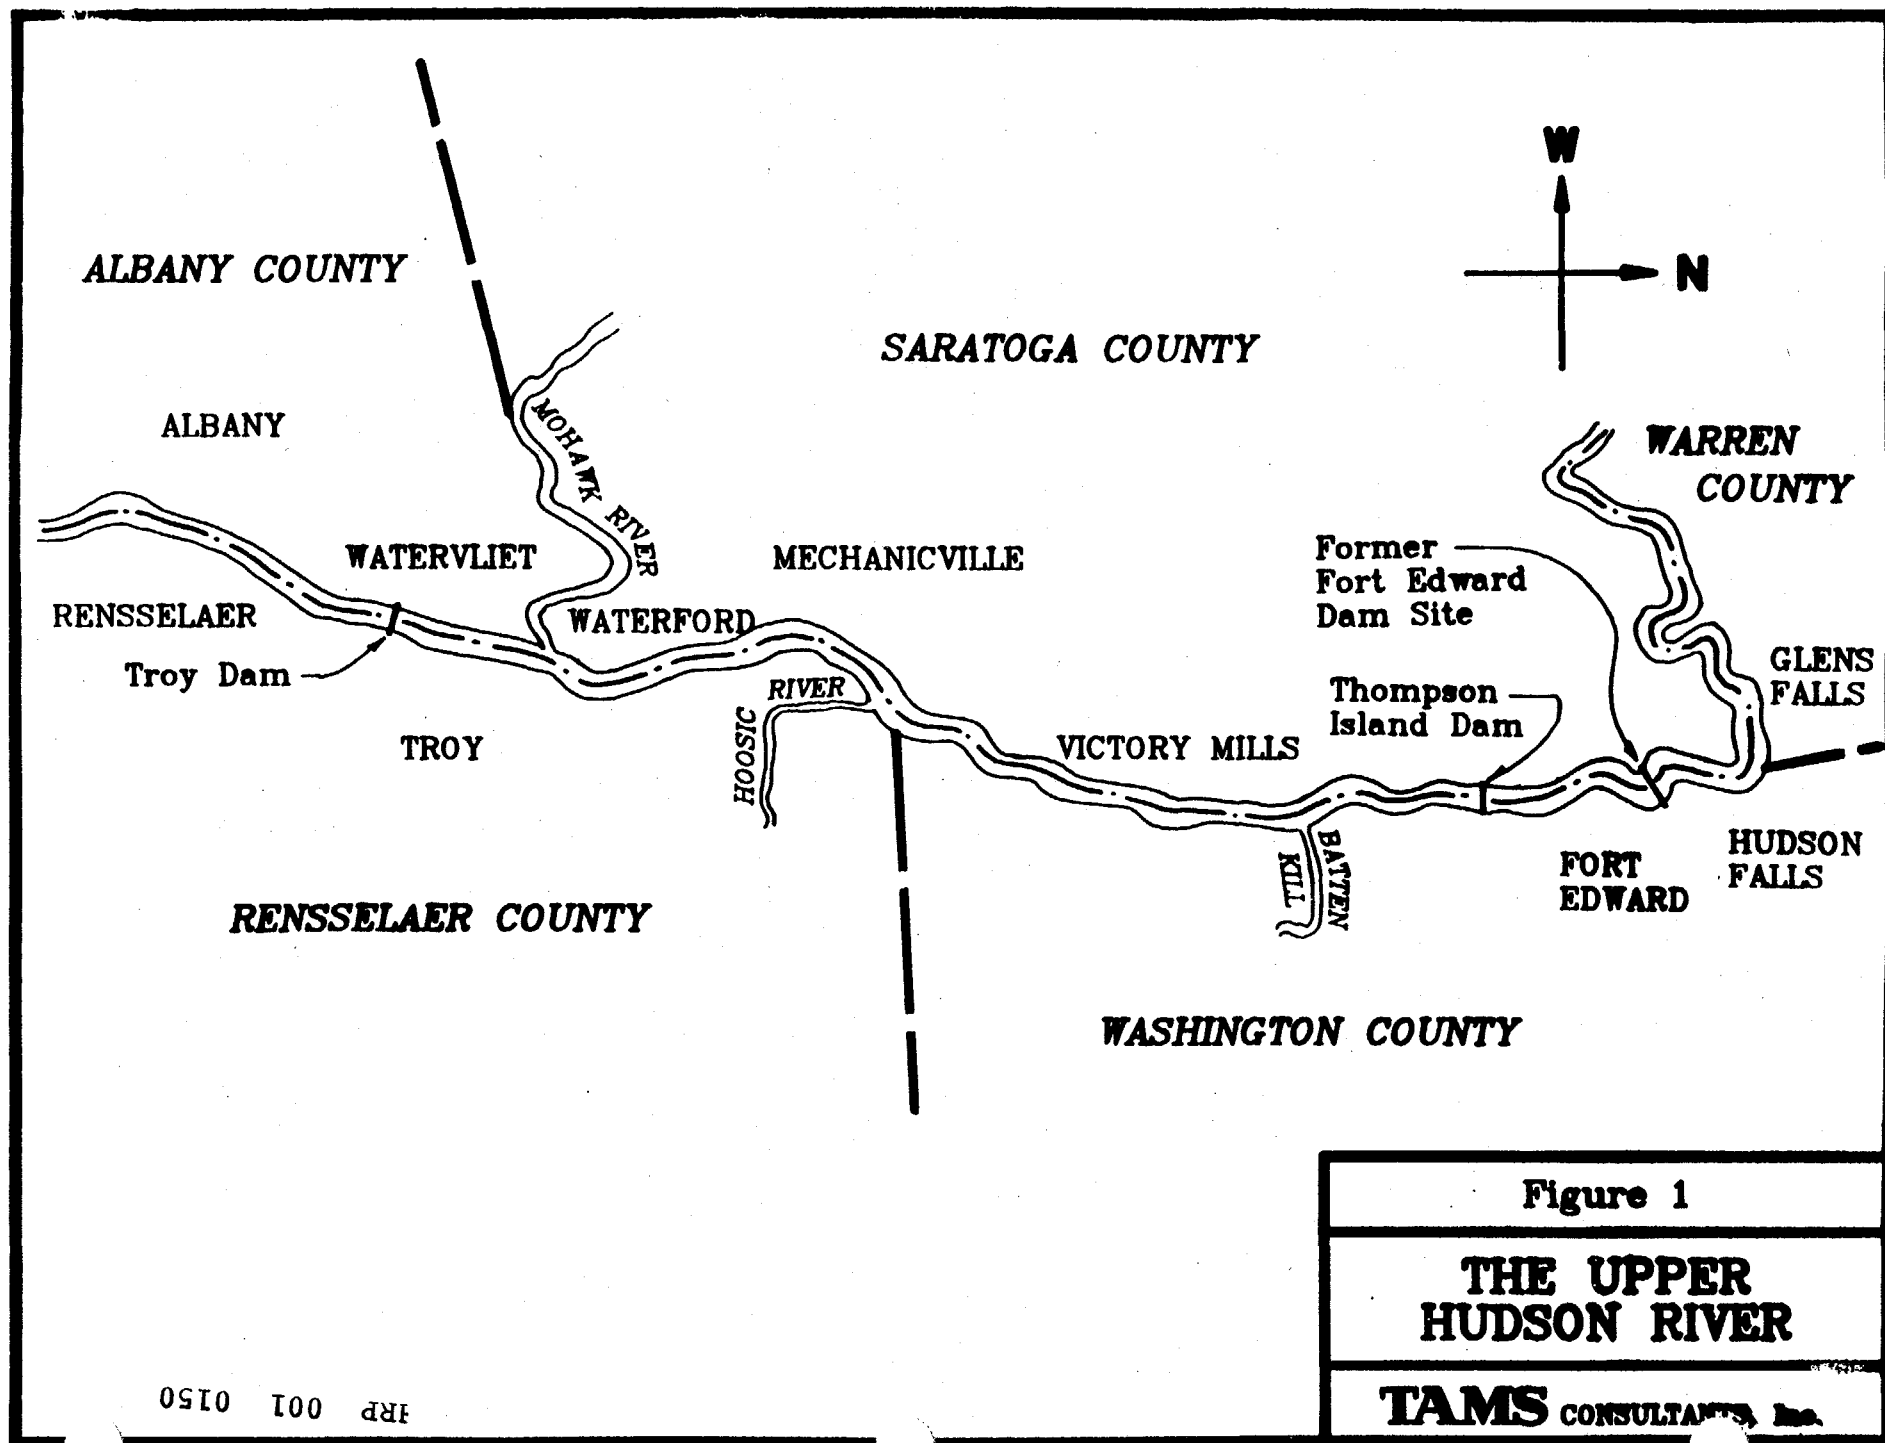 W
N
ALBANY COUNTY
SARATOGA COUNTY
ALBANY
MOHAWK RIVER
WARREN
COUNTY
WATERVLIET
MECHANICVILLE
Former
Fort Edward
Dam Site
RENSSELAER
WATERFORD
Troy Dam
RIVER
HOOSIC
GLENS
FALLS
Thompson
Island Dam
TROY
VICTORY MILLS
BATTEN
KILL
HUDSON
FALLS
FORT
EDWARD
RENSSELAER COUNTY
WASHINGTON COUNTY
Figure 1
THE UPPER
HUDSON RIVER
TAMS CONSULTANTS, Inc.
HRP 001 0150